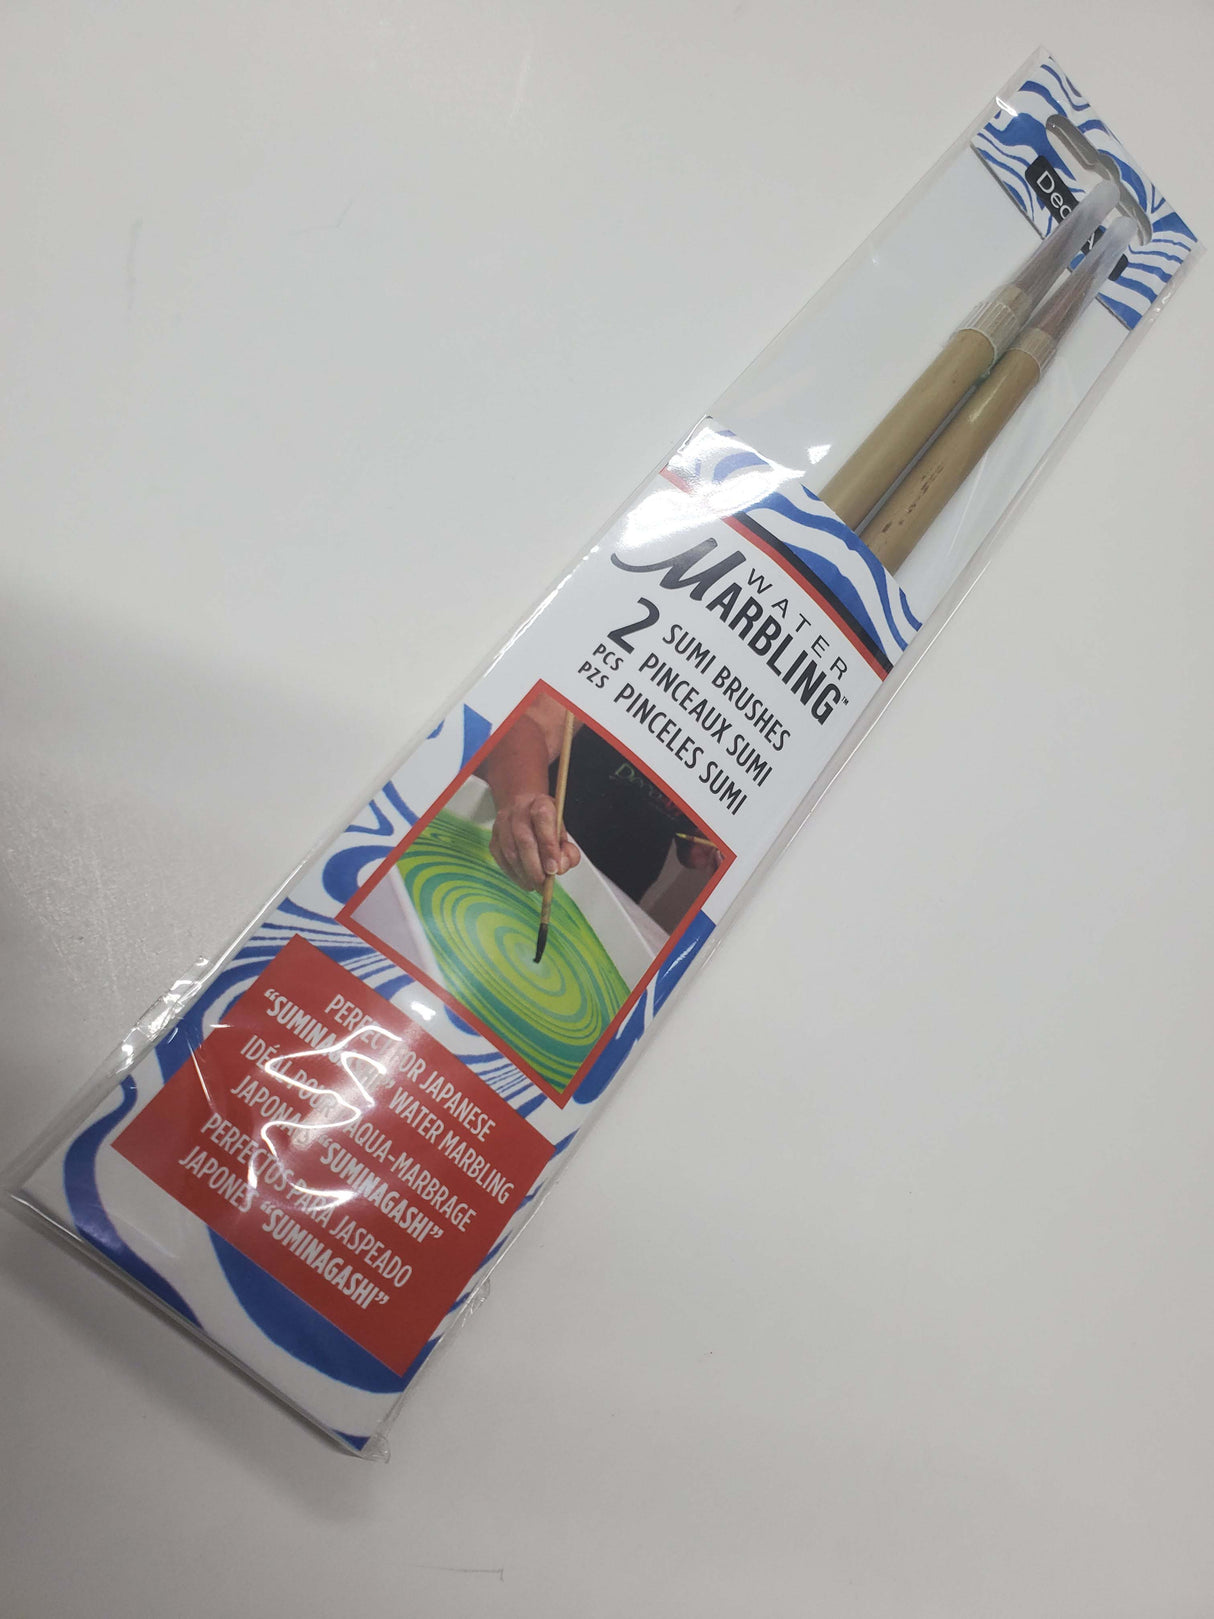 WATER
MARBLING™
2 SUMI BRUSHES
PCS PINCEAUX SUMI
PZS PINCELES SUMI
PERFECT FOR JAPANESE
“SUMINAGASHI” WATER MARBLING
IDÉAL POUR AQUA-MARBRAGE
JAPONAIS “SUMINAGASHI”
PERFECTOS PARA JASPEADO
JAPONÉS “SUMINAGASHI”